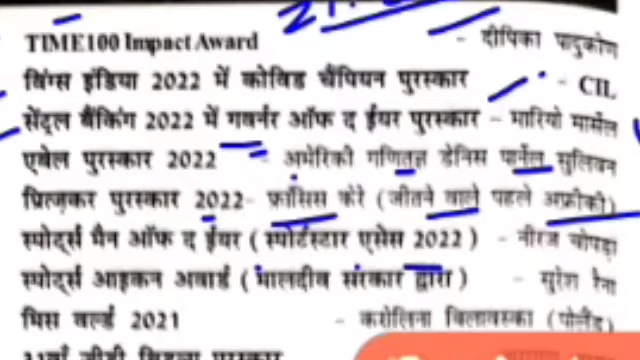 TIME100 Impact Award - दीपिका पादुकोण
विंग्स इंडिया 2022 में कोविड चैंपियन पुरस्कार - CIL
सेंट्रल बैंकिंग 2022 में गवर्नर ऑफ द ईयर पुरस्कार - मारियो मार्सेल
एबेल पुरस्कार 2022 - अमेरिकी गणितज्ञ डेनिस पार्नेल सुलिवन
प्रित्ज़कर पुरस्कार 2022- फ्रांसिस केरे (जीतने वाले पहले अफ्रीकी)
स्पोर्ट्स मैन ऑफ द ईयर (स्पोर्टस्टार एसेस 2022) - नीरज चोपड़ा
स्पोर्ट्स आइकन अवार्ड (मालदीव सरकार द्वारा) - सुरेश रैना
मिस वर्ल्ड 2021 - करोलिना बिलावस्का (पोलैंड)